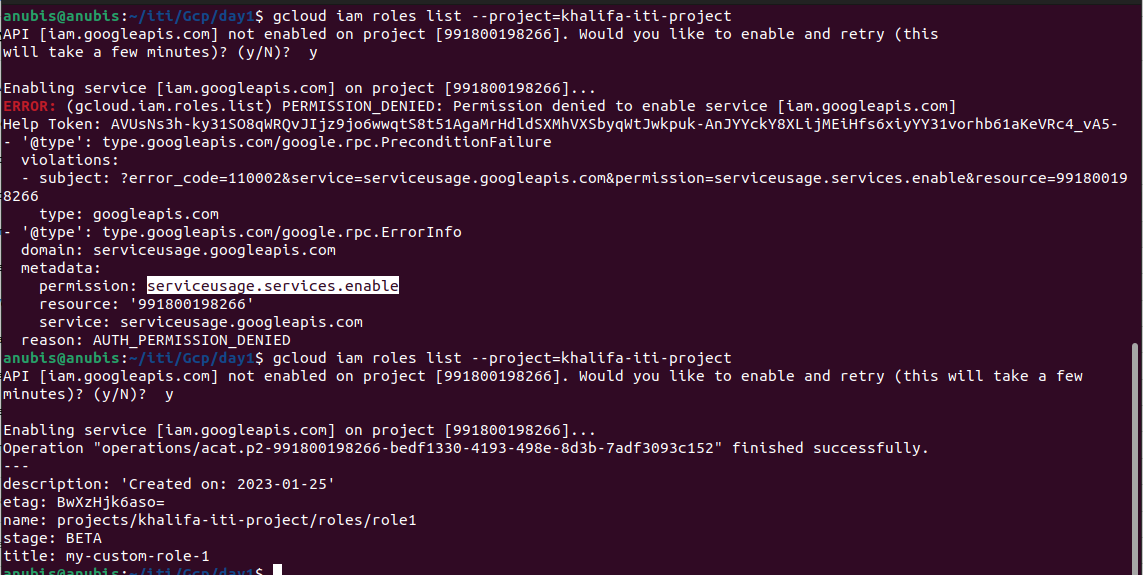 anubis@anubis:~/iti/Gcp/day1$ gcloud iam roles list --project=khalifa-iti-project
API [iam.googleapis.com] not enabled on project [991800198266]. Would you like to enable and retry (this
will take a few minutes)? (y/N)?  y
Enabling service [iam.googleapis.com] on project [991800198266]...
ERROR: (gcloud.iam.roles.list) PERMISSION_DENIED: Permission denied to enable service [iam.googleapis.com]
Help Token: AVUsNs3h-ky31SO8qWRQvJIjz9jo6wwqtS8t51AgaMrHdldSXMhVXSbyqWtJwkpuk-AnJYYckY8XLijMEiHfs6xiyYY31vorhb61aKeVRc4_vA5-
- '@type': type.googleapis.com/google.rpc.PreconditionFailure
  violations:
  - subject: ?error_code=110002&service=serviceusage.googleapis.com&permission=serviceusage.services.enable&resource=99180019
8266
    type: googleapis.com
- '@type': type.googleapis.com/google.rpc.ErrorInfo
  domain: serviceusage.googleapis.com
  metadata:
    permission: serviceusage.services.enable
    resource: '991800198266'
    service: serviceusage.googleapis.com
  reason: AUTH_PERMISSION_DENIED
anubis@anubis:~/iti/Gcp/day1$ gcloud iam roles list --project=khalifa-iti-project
API [iam.googleapis.com] not enabled on project [991800198266]. Would you like to enable and retry (this will take a few
minutes)? (y/N)?  y
Enabling service [iam.googleapis.com] on project [991800198266]...
Operation "operations/acat.p2-991800198266-bedf1330-4193-498e-8d3b-7adf3093c152" finished successfully.
---
description: 'Created on: 2023-01-25'
etag: BwXzHjk6aso=
name: projects/khalifa-iti-project/roles/role1
stage: BETA
title: my-custom-role-1
anubis@anubis:~/iti/Gcp/day1$